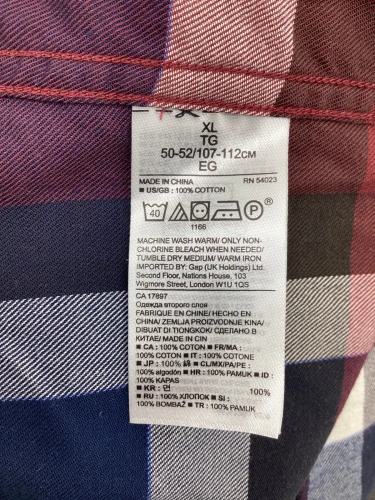 XL
TG
50-52/107-112CM
EG
MADE IN CHINA RN 54023
■ US/GB : 100% COTTON
40 P
1166
MACHINE WASH WARM/ ONLY NON-
CHLORINE BLEACH WHEN NEEDED/
TUMBLE DRY MEDIUM/ WARM IRON
IMPORTED BY: Gap (UK Holdings) Ltd.
Second Floor, Nations House, 103
Wigmore Street, London W1U 1QS
CA 17897
Одежда второго слоя
FABRIQUÉ EN CHINE/ HECHO EN
CHINA/ ZEMLJA PROIZVODNJE KINA/
DIBUAT DI TIONGKOK/ СДЕЛАНО В
КИТАЕ/ MADE IN CIN
■ CA : 100% COTTON ■ FR/MA :
100% COTON ■ IT : 100% COTONE
■ JP : 100% 綿 ■ CL/MX/PA/PE :
100% algodón ■ HR : 100% PAMUK ■ ID :
100% KAPAS
■ KR : 면 100%
■ RU : 100% ХЛОПОК ■ SI :
100% BOMBAŽ ■ TR : 100% PAMUK